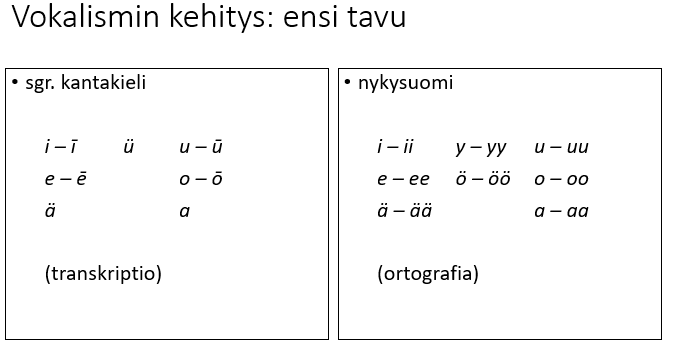 Vokalismin kehitys: ensi tavu
• sgr. kantakieli
i – ī ü u – ū
e – ē o – ō
ä a
(transkriptio)
• nykysuomi
i – ii y – yy u – uu
e – ee ö – öö o – oo
ä – ää a – aa
(ortografia)